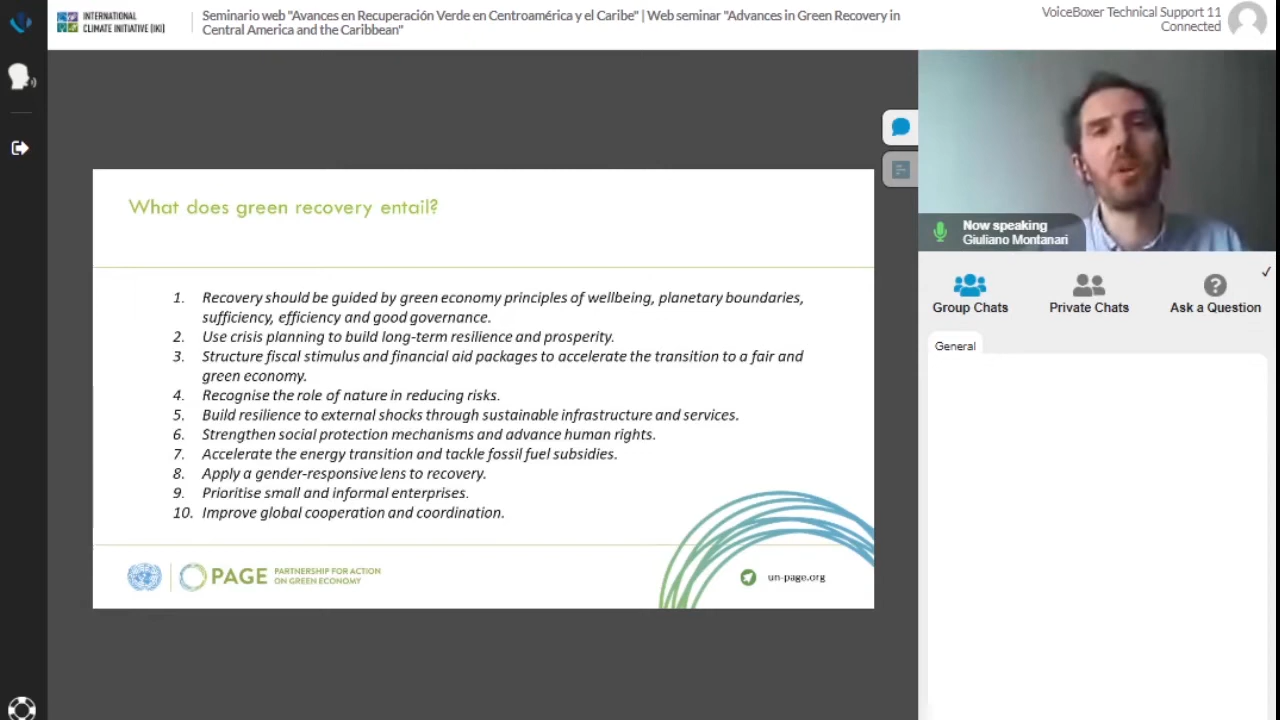 INTERNATIONAL
CLIMATE INITIATIVE (IKI)
Seminario web "Avances en Recuperación Verde en Centroamérica y el Caribe" | Web seminar "Advances in Green Recovery in
Central America and the Caribbean"
VoiceBoxer Technical Support 11
Connected
What does green recovery entail?
1. Recovery should be guided by green economy principles of wellbeing, planetary boundaries,
sufficiency, efficiency and good governance.
2. Use crisis planning to build long-term resilience and prosperity.
3. Structure fiscal stimulus and financial aid packages to accelerate the transition to a fair and
green economy.
4. Recognise the role of nature in reducing risks.
5. Build resilience to external shocks through sustainable infrastructure and services.
6. Strengthen social protection mechanisms and advance human rights.
7. Accelerate the energy transition and tackle fossil fuel subsidies.
8. Apply a gender-responsive lens to recovery.
9. Prioritise small and informal enterprises.
10. Improve global cooperation and coordination.
PAGE
PARTNERSHIP FOR ACTION
ON GREEN ECONOMY
un-page.org
Now speaking
Giuliano Montanari
Group Chats
Private Chats
Ask a Question
General